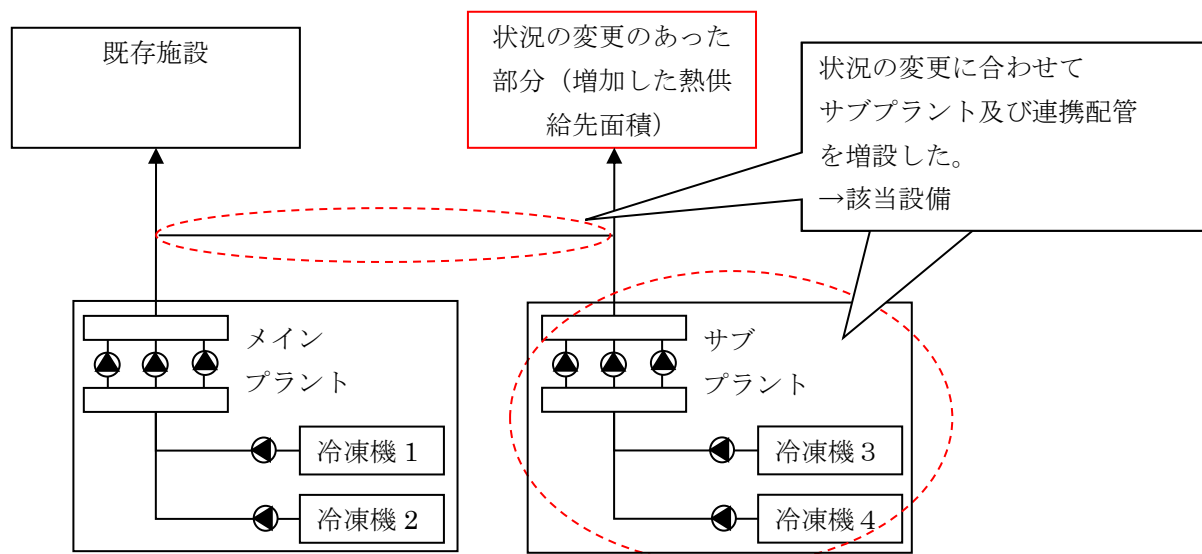 既存施設
状況の変更のあった
部分（増加した熱供
給先面積）
状況の変更に合わせて
サブプラント及び連携配管
を増設した。
→該当設備
メイン
プラント
冷凍機１
冷凍機２
サブ
プラント
冷凍機３
冷凍機４